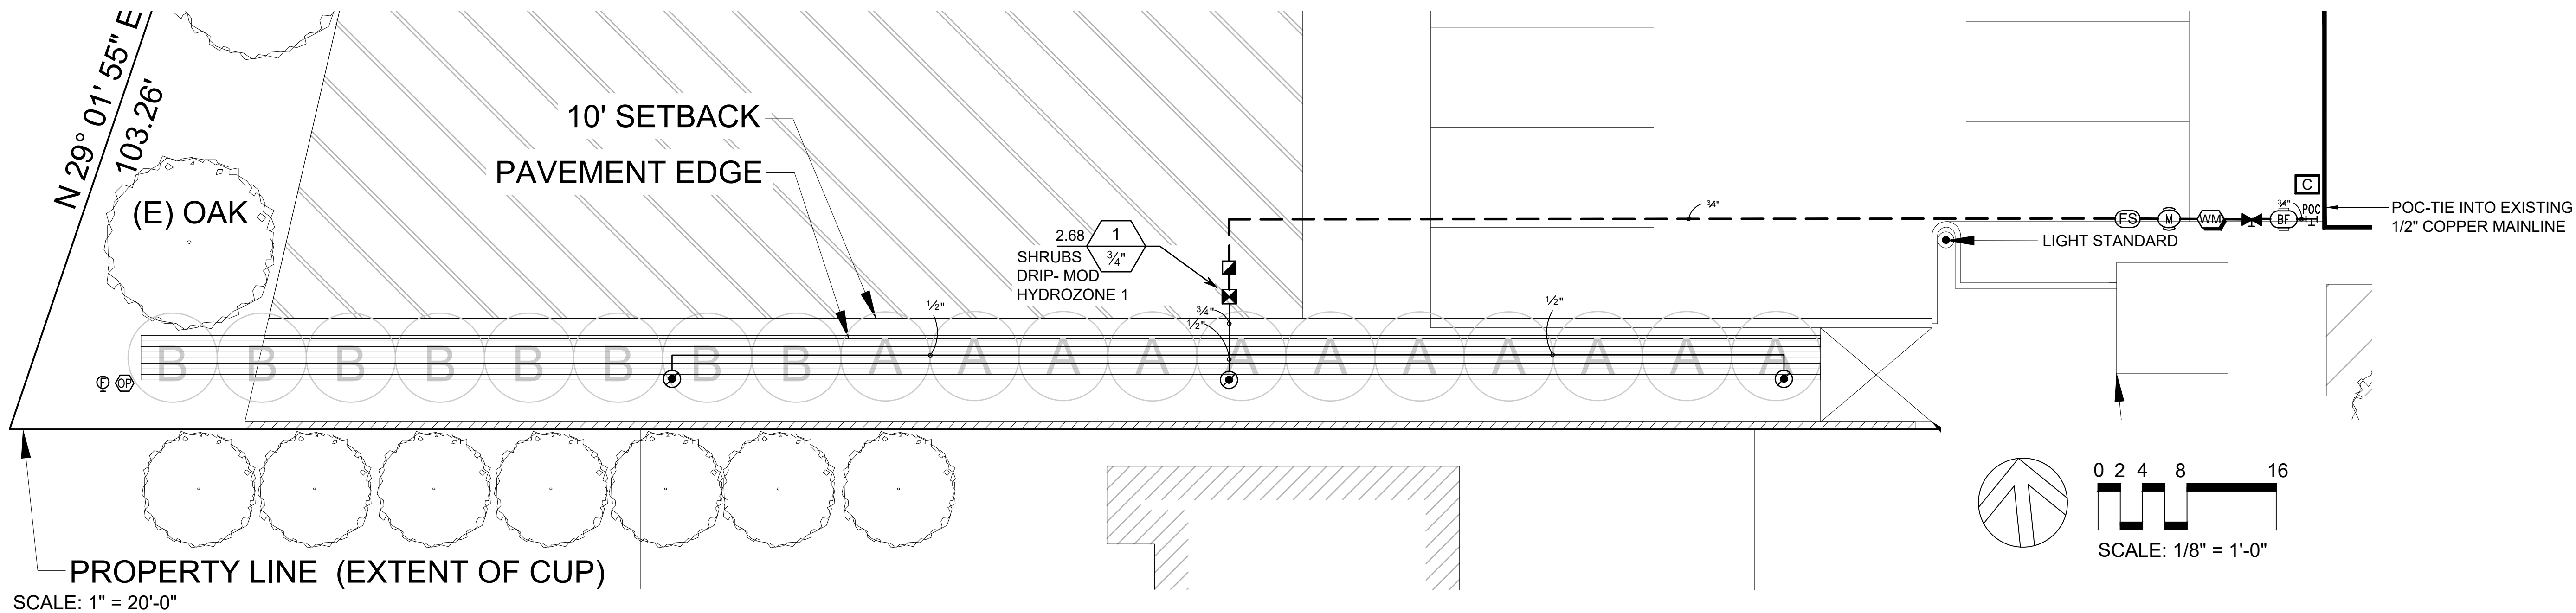 N 29° 01' 55" E
103.26'
(E) OAK
10' SETBACK
PAVEMENT EDGE
2.68
1
3/4"
SHRUBS
DRIP- MOD
HYDROZONE 1
3/4"
1/2"
1/2"
1/2"
3/4"
C
FS
M
WM
BF
3/4"
POC
POC-TIE INTO EXISTING
1/2" COPPER MAINLINE
LIGHT STANDARD
B B B B B B B B A A A A A A A A A A A
F OP
0 2 4 8 16
SCALE: 1/8" = 1'-0"
PROPERTY LINE (EXTENT OF CUP)
SCALE: 1" = 20'-0"